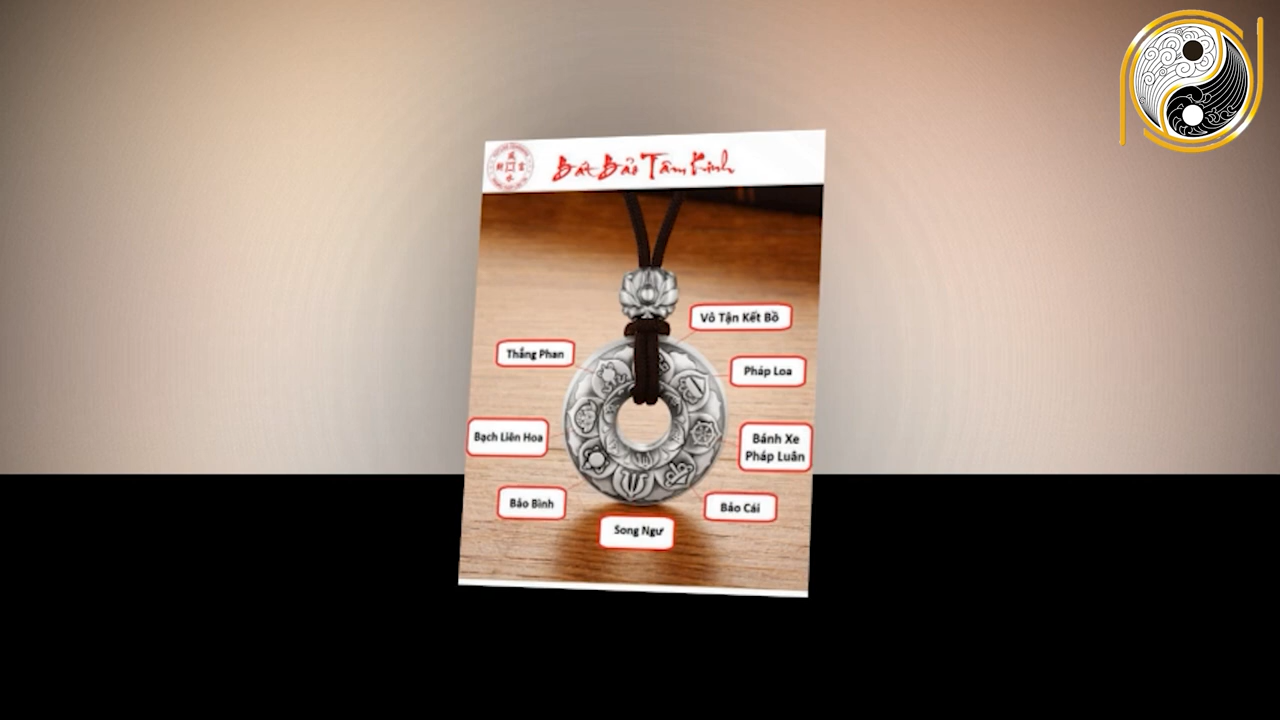 Bát Bảo Tâm Kinh
Vô Tận Kết Bồ
Thắng Phan
Pháp Loa
Bạch Liên Hoa
Bánh Xe
Pháp Luân
Bảo Bình
Bảo Cái
Song Ngư